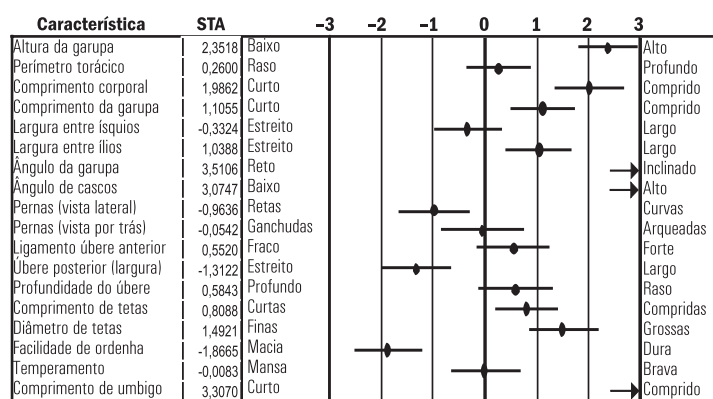 Característica STA –3 –2 –1 0 1 2 3
Altura da garupa 2,3518 Baixo Alto
Perímetro torácico 0,2600 Raso Profundo
Comprimento corporal 1,9862 Curto Comprido
Comprimento da garupa 1,1055 Curto Comprido
Largura entre ísquios -0,3324 Estreito Largo
Largura entre ílios 1,0388 Estreito Largo
Ângulo da garupa 3,5106 Reto Inclinado
Ângulo de cascos 3,0747 Baixo Alto
Pernas (vista lateral) -0,9636 Retas Curvas
Pernas (vista por trás) -0,0542 Ganchudas Arqueadas
Ligamento úbere anterior 0,5520 Fraco Forte
Úbere posterior (largura) -1,3122 Estreito Largo
Profundidade do úbere 0,5843 Profundo Raso
Comprimento de tetas 0,8088 Curtas Compridas
Diâmetro de tetas 1,4921 Finas Grossas
Facilidade de ordenha -1,8665 Macia Dura
Temperamento -0,0083 Mansa Brava
Comprimento de umbigo 3,3070 Curto Comprido